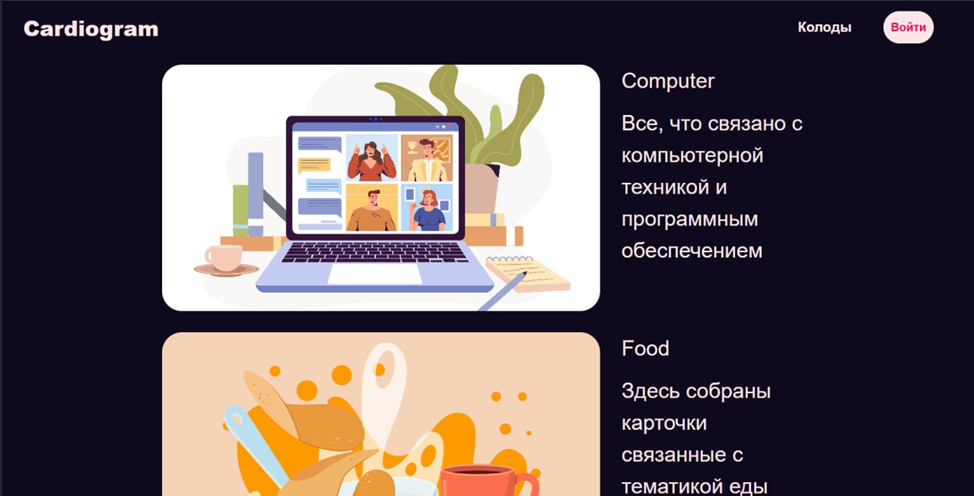 Cardiogram
Колоды
Войти
Computer
Все, что связано с
компьютерной
техникой и
программным
обеспечением
Food
Здесь собраны
карточки
связанные с
тематикой еды